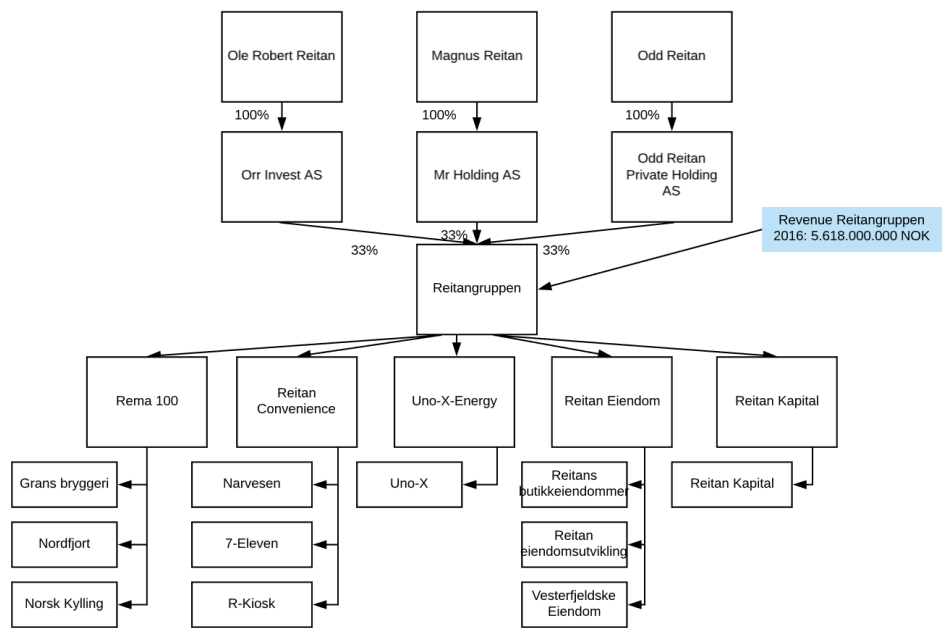 Ole Robert Reitan
Magnus Reitan
Odd Reitan
100%
100%
100%
Orr Invest AS
Mr Holding AS
Odd Reitan
Private Holding
AS
Revenue Reitangruppen
2016: 5.618.000.000 NOK
33%
33%
33%
Reitangruppen
Rema 100
Reitan
Convenience
Uno-X-Energy
Reitan Eiendom
Reitan Kapital
Grans bryggeri
Narvesen
Uno-X
Reitans
butikkeiendommer
Reitan Kapital
Nordfjort
7-Eleven
Reitan
eiendomsutvikling
Norsk Kylling
R-Kiosk
Vesterfjeldske
Eiendom